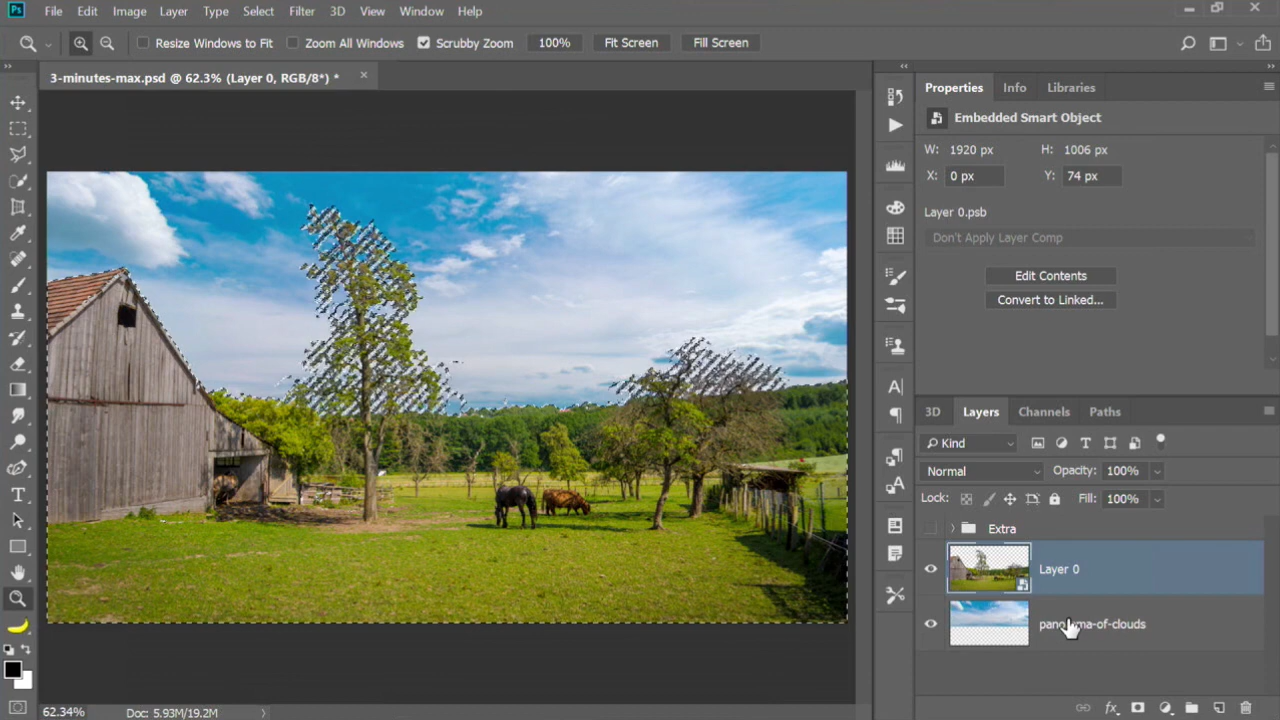 Ps File Edit Image Layer Type Select Filter 3D View Window Help
Resize Windows to Fit Zoom All Windows Scrubby Zoom 100% Fit Screen Fill Screen
3-minutes-max.psd @ 62.3% (Layer 0, RGB/8*) *
Properties Info Libraries
Embedded Smart Object
W: 1920 px H: 1006 px
X: 0 px Y: 74 px
Layer 0.psb
Don't Apply Layer Comp
Edit Contents
Convert to Linked...
3D Layers Channels Paths
Kind
Normal Opacity: 100%
Lock: Fill: 100%
Extra
Layer 0
panorama-of-clouds
62.34% Doc: 5.93M/19.2M